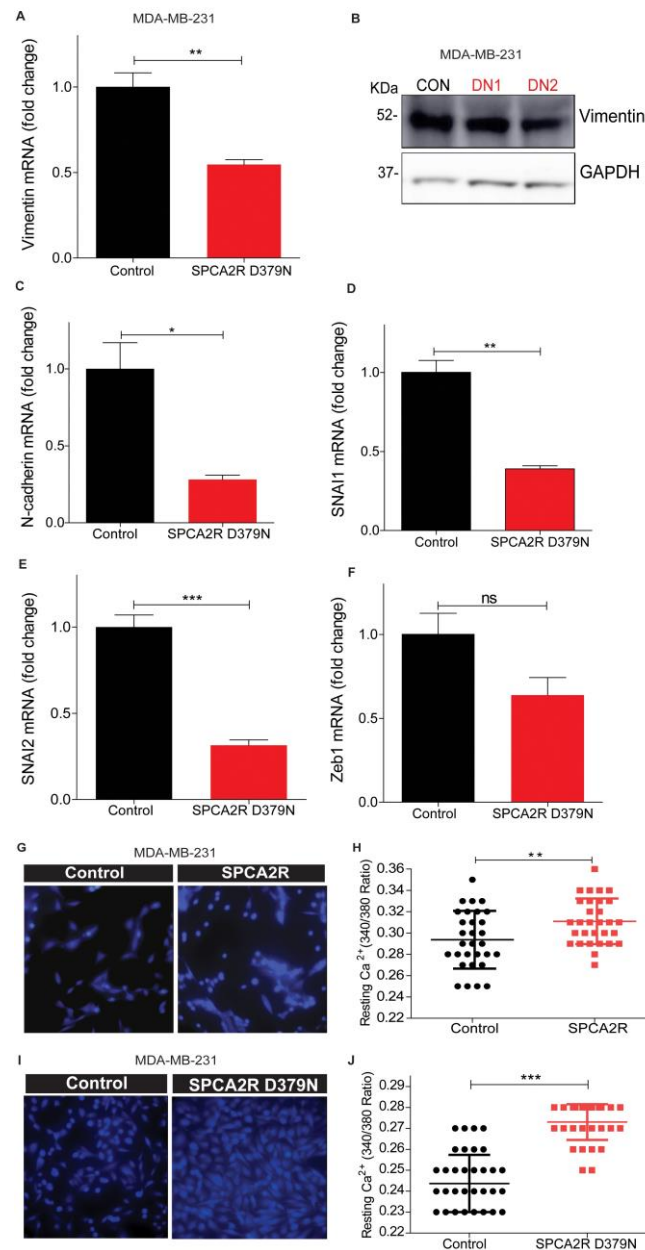 A
MDA-MB-231
Vimentin mRNA (fold change)
1.0
0.5
0.0
**
Control
SPCA2R D379N
B
MDA-MB-231
KDa
CON
DN1
DN2
52-
Vimentin
37-
GAPDH
C
N-cadherin mRNA (fold change)
1.0
0.5
0.0
*
Control
SPCA2R D379N
D
SNAI1 mRNA (fold change)
1.0
0.5
0.0
**
Control
SPCA2R D379N
E
SNAI2 mRNA (fold change)
1.0
0.5
0.0
***
Control
SPCA2R D379N
F
Zeb1 mRNA (fold change)
1.0
0.5
0.0
ns
Control
SPCA2R D379N
G
MDA-MB-231
Control
SPCA2R
H
Resting Ca 2+(340/380 Ratio)
0.36
0.34
0.32
0.30
0.28
0.26
0.24
0.22
**
Control
SPCA2R
I
MDA-MB-231
Control
SPCA2R D379N
J
Resting Ca2+ (340/380 Ratio)
0.29
0.28
0.27
0.26
0.25
0.24
0.23
0.22
***
Control
SPCA2R D379N